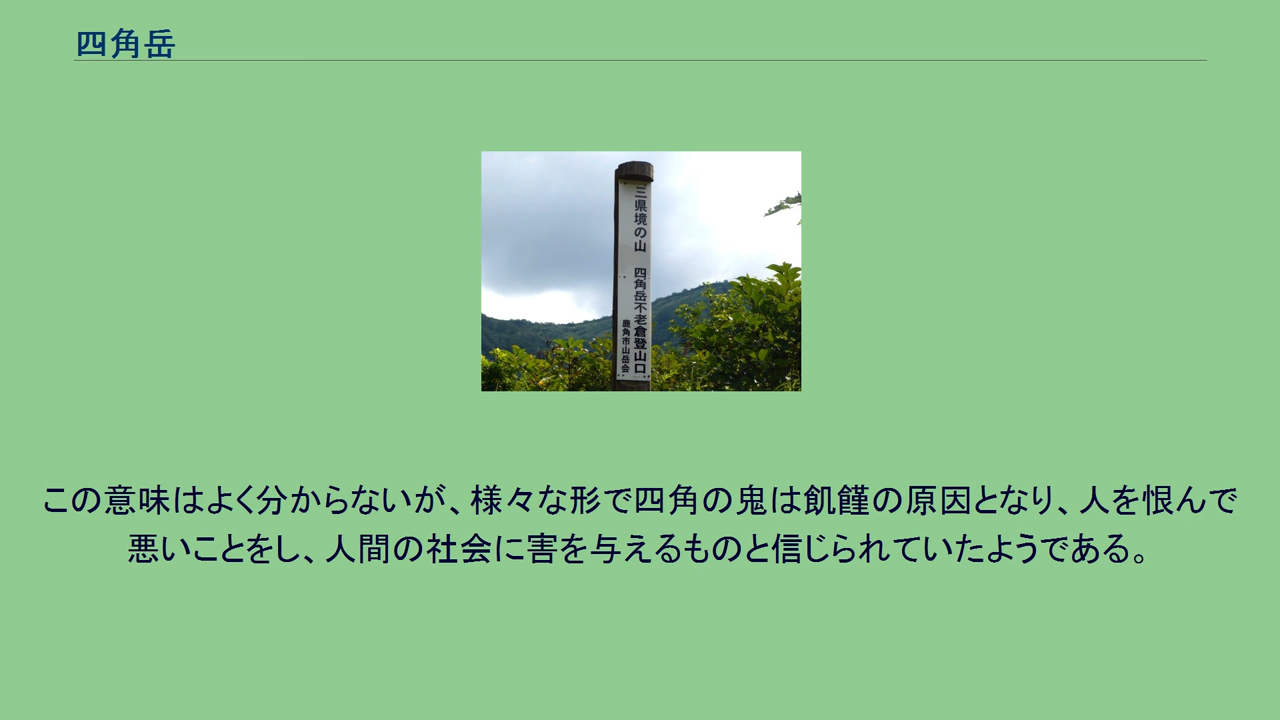 四角岳
三県境の山 四角岳不老倉登山口
鹿角市山岳会
この意味はよく分からないが、様々な形で四角の鬼は飢饉の原因となり、人を恨んで
悪いことをし、人間の社会に害を与えるものと信じられていたようである。